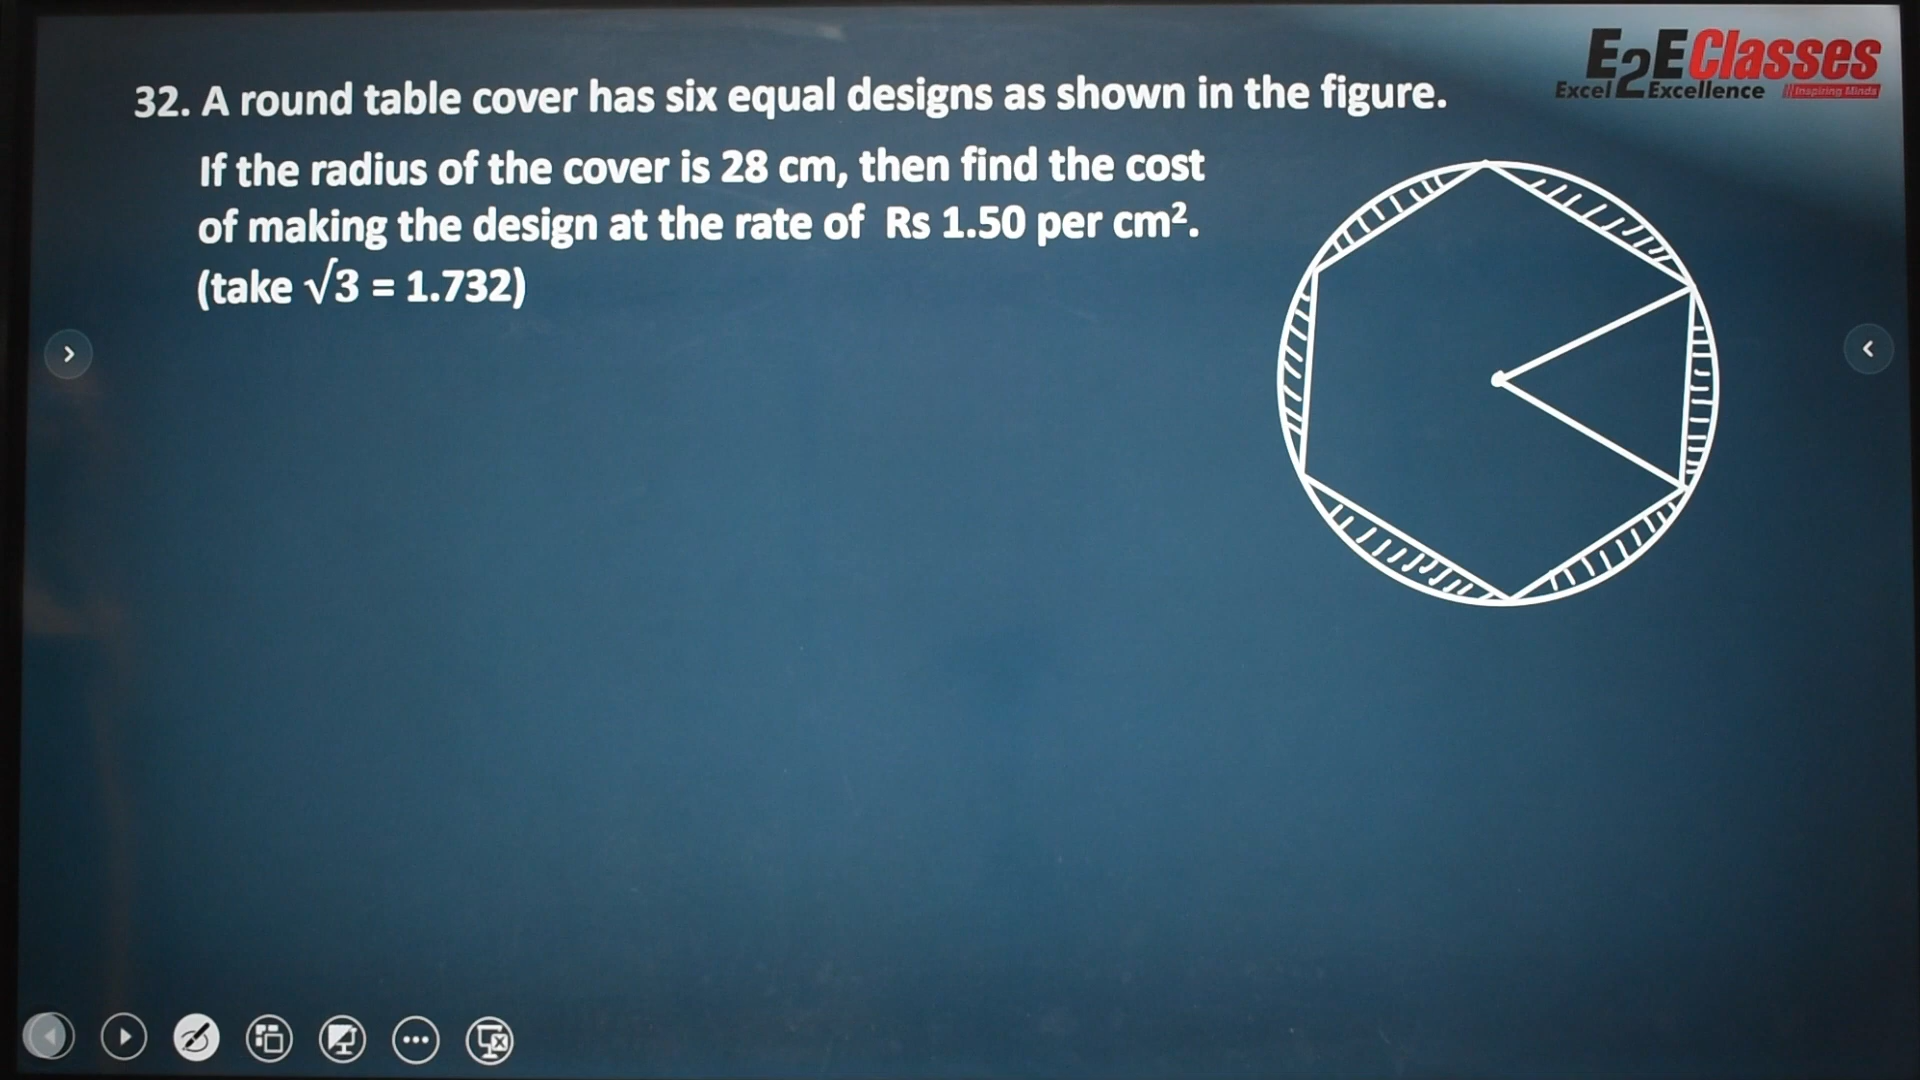 E2E Classes
Excel Excellence Inspiring Minds
32. A round table cover has six equal designs as shown in the figure.
If the radius of the cover is 28 cm, then find the cost
of making the design at the rate of Rs 1.50 per cm².
(take √3 = 1.732)